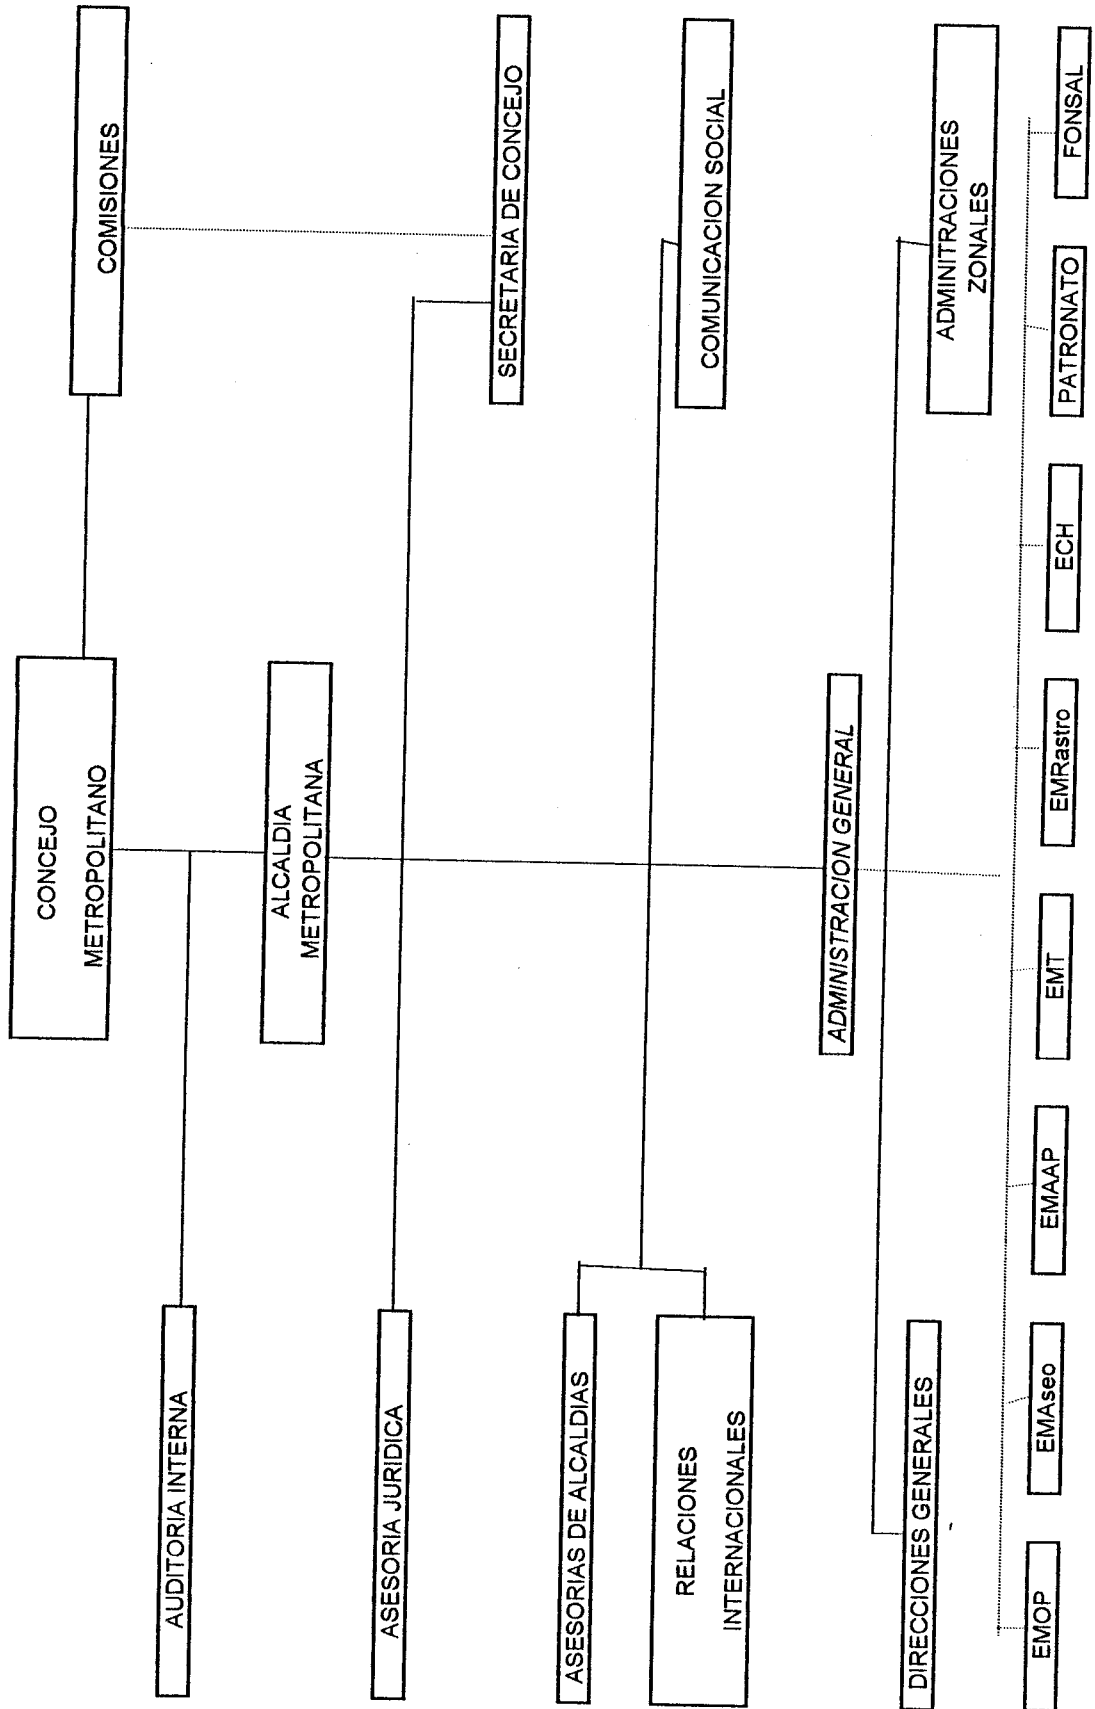 CONCEJO
METROPOLITANO
COMISIONES
AUDITORIA INTERNA
ALCALDIA
METROPOLITANA
ASESORIA JURIDICA
SECRETARIA DE CONCEJO
ASESORIAS DE ALCALDIAS
RELACIONES
INTERNACIONALES
COMUNICACION SOCIAL
ADMINISTRACION GENERAL
DIRECCIONES GENERALES
ADMINITRACIONES
ZONALES
EMOP
EMAseo
EMAAP
EMT
EMRastro
ECH
PATRONATO
FONSAL